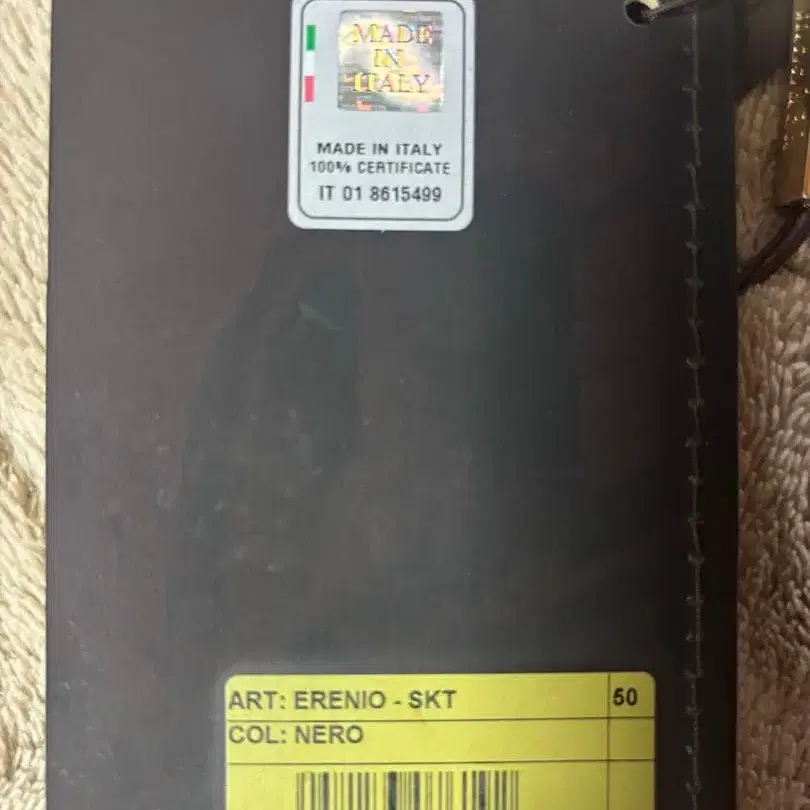 MADE
IN
ITALY
MADE IN ITALY
100% CERTIFICATE
IT 01 8615499
ART: ERENIO - SKT 50
COL: NERO